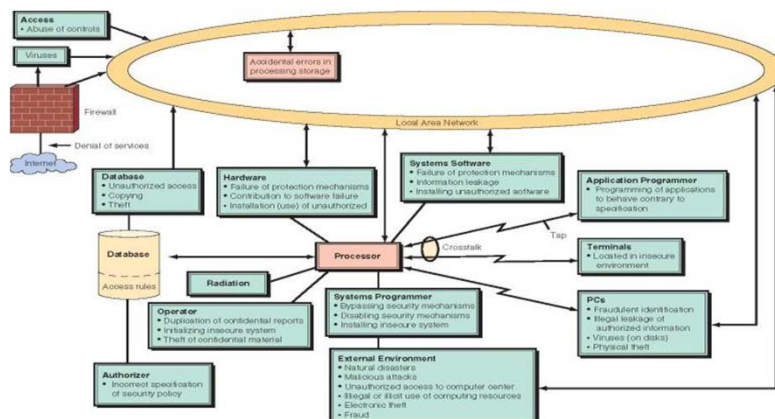 Access
• Abuse of controls
Viruses
Firewall
Denial of services
Internet
Accidental errors in
processing storage
Local Area Network
Database
• Unauthorized access
• Copying
• Theft
Hardware
• Failure of protection mechanisms
• Contribution to software failure
• Installation (use) of unauthorized
Systems Software
• Failure of protection mechanisms
• Information leakage
• Installing unauthorized software
Application Programmer
• Programming of applications
to behave contrary to
specification
Tap
Crosstalk
Terminals
• Located in insecure
environment
Database
Access rules
Processor
Radiation
Operator
• Duplication of confidential reports
• Initializing insecure system
• Theft of confidential material
Systems Programmer
• Bypassing security mechanisms
• Disabling security mechanisms
• Installing insecure system
PCs
• Fraudulent identification
• Illegal leakage of
authorized information
• Viruses (on disks)
• Physical theft
Authorizer
• Incorrect specification
of security policy
External Environment
• Natural disasters
• Malicious attacks
• Unauthorized access to computer center
• Illegal or illicit use of computing resources
• Electronic theft
• Fraud